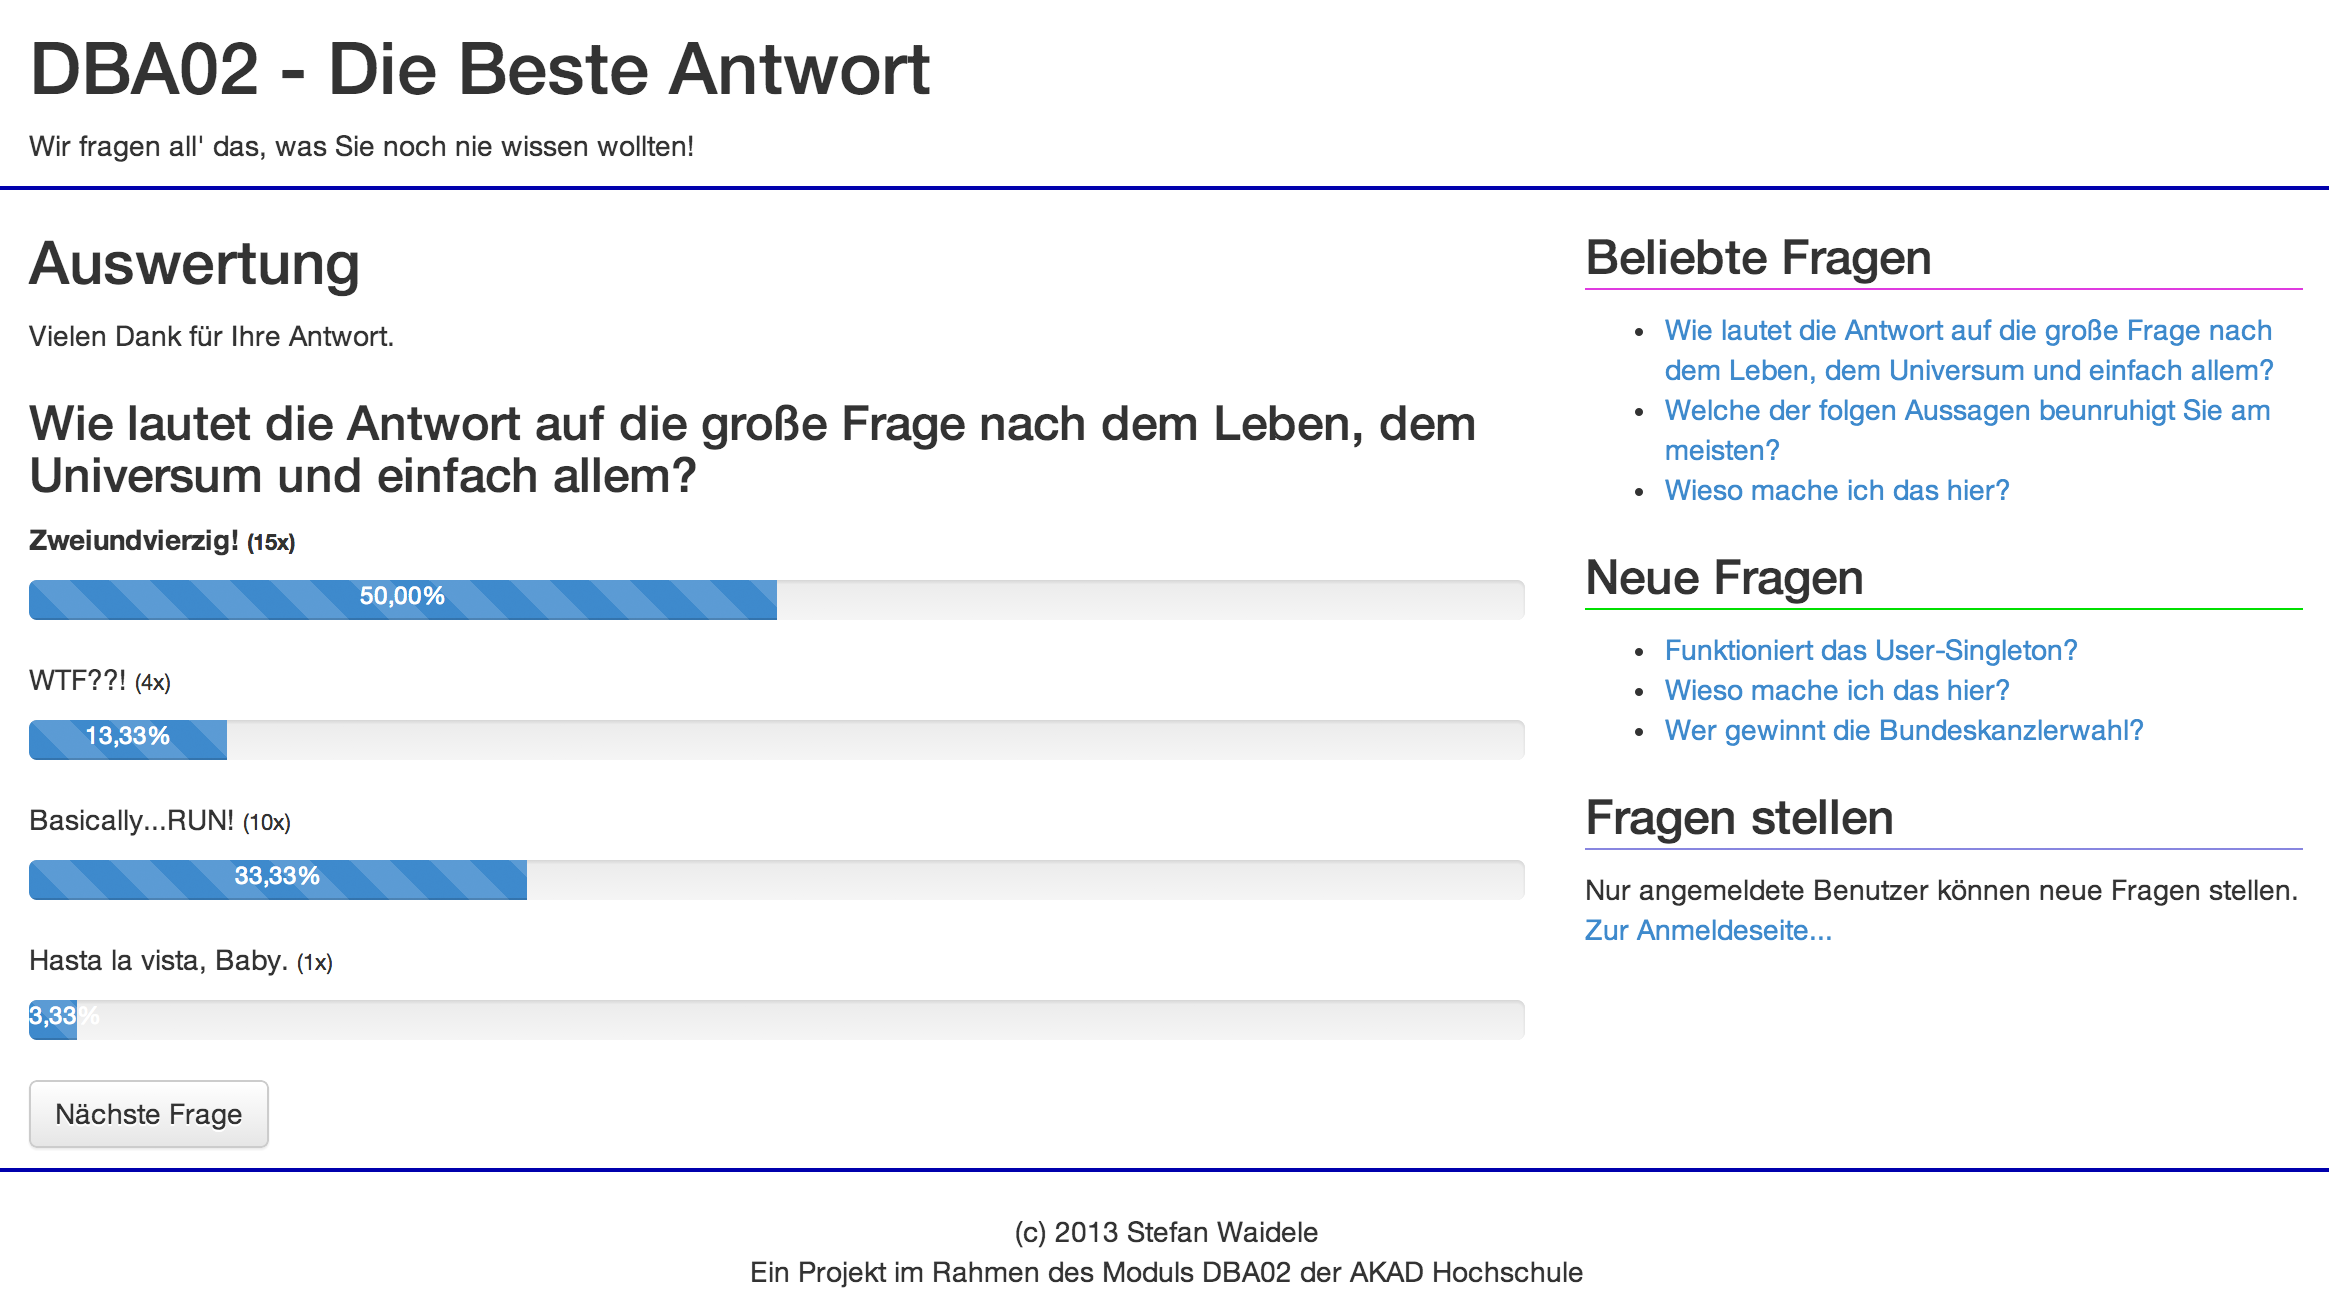 DBA02 - Die Beste Antwort
Wir fragen all' das, was Sie noch nie wissen wollten!
Auswertung
Vielen Dank für Ihre Antwort.
Wie lautet die Antwort auf die große Frage nach dem Leben, dem
Universum und einfach allem?
Zweiundvierzig! (15x)
50,00%
WTF??! (4x)
13,33%
Basically...RUN! (10x)
33,33%
Hasta la vista, Baby. (1x)
3,33%
Nächste Frage
Beliebte Fragen
• Wie lautet die Antwort auf die große Frage nach
dem Leben, dem Universum und einfach allem?
• Welche der folgen Aussagen beunruhigt Sie am
meisten?
• Wieso mache ich das hier?
Neue Fragen
• Funktioniert das User-Singleton?
• Wieso mache ich das hier?
• Wer gewinnt die Bundeskanzlerwahl?
Fragen stellen
Nur angemeldete Benutzer können neue Fragen stellen.
Zur Anmeldeseite...
(c) 2013 Stefan Waidele
Ein Projekt im Rahmen des Moduls DBA02 der AKAD Hochschule